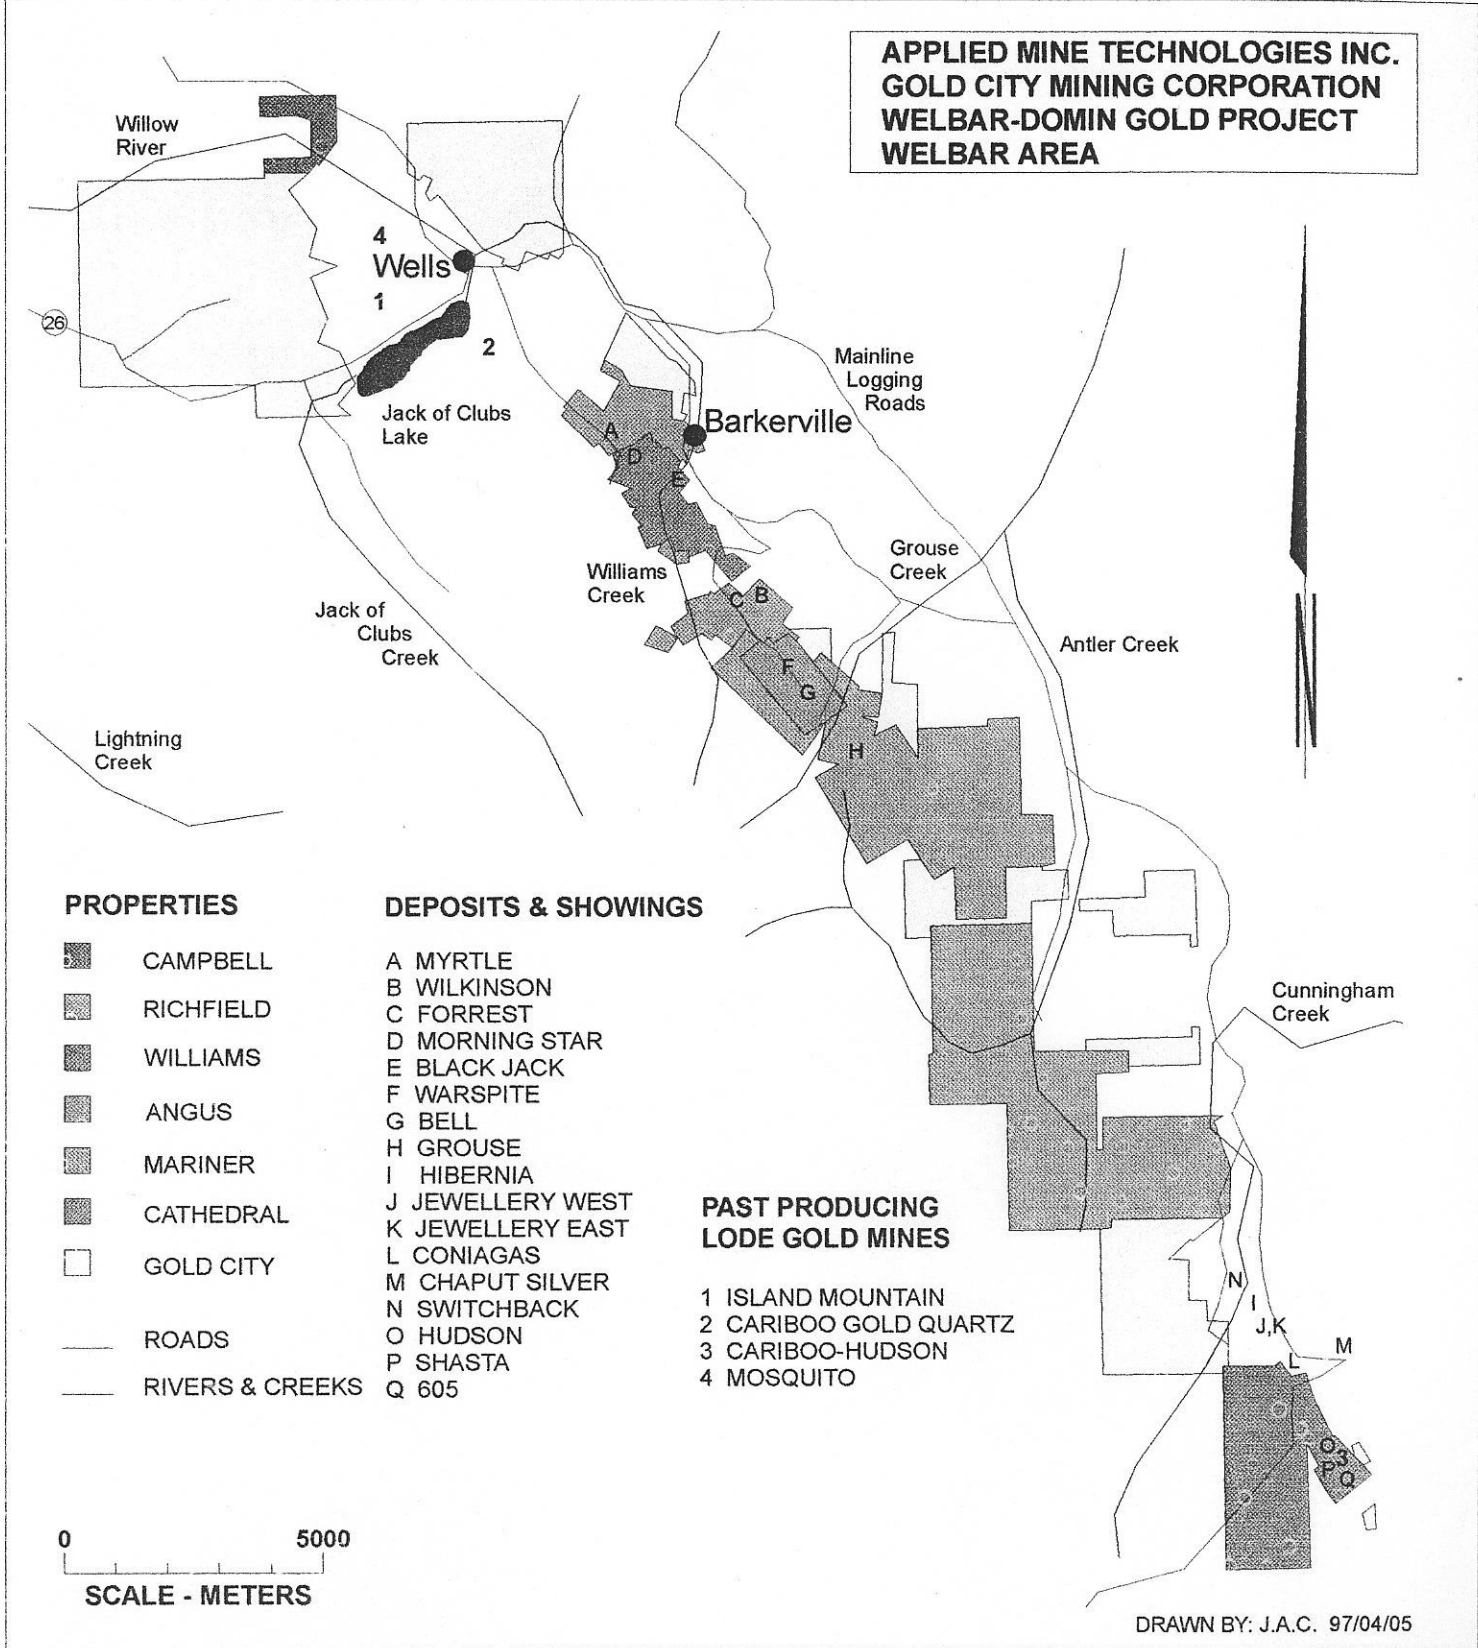 APPLIED MINE TECHNOLOGIES INC.
GOLD CITY MINING CORPORATION
WELBAR-DOMIN GOLD PROJECT
WELBAR AREA
Willow
River
4
Wells
1
26
2
Mainline
Logging
Roads
Jack of Clubs
Lake
Barkerville
A
D
E
Grouse
Creek
Williams
Creek
C
B
Jack of
Clubs
Creek
Antler Creek
F
G
H
Lightning
Creek
Cunningham
Creek
N
I
J,K
M
L
O
3
P
Q
PROPERTIES
CAMPBELL
RICHFIELD
WILLIAMS
ANGUS
MARINER
CATHEDRAL
GOLD CITY
ROADS
RIVERS & CREEKS
DEPOSITS & SHOWINGS
A MYRTLE
B WILKINSON
C FORREST
D MORNING STAR
E BLACK JACK
F WARSPITE
G BELL
H GROUSE
I HIBERNIA
J JEWELLERY WEST
K JEWELLERY EAST
L CONIAGAS
M CHAPUT SILVER
N SWITCHBACK
O HUDSON
P SHASTA
Q 605
PAST PRODUCING
LODE GOLD MINES
1 ISLAND MOUNTAIN
2 CARIBOO GOLD QUARTZ
3 CARIBOO-HUDSON
4 MOSQUITO
0 5000
SCALE - METERS
DRAWN BY: J.A.C. 97/04/05